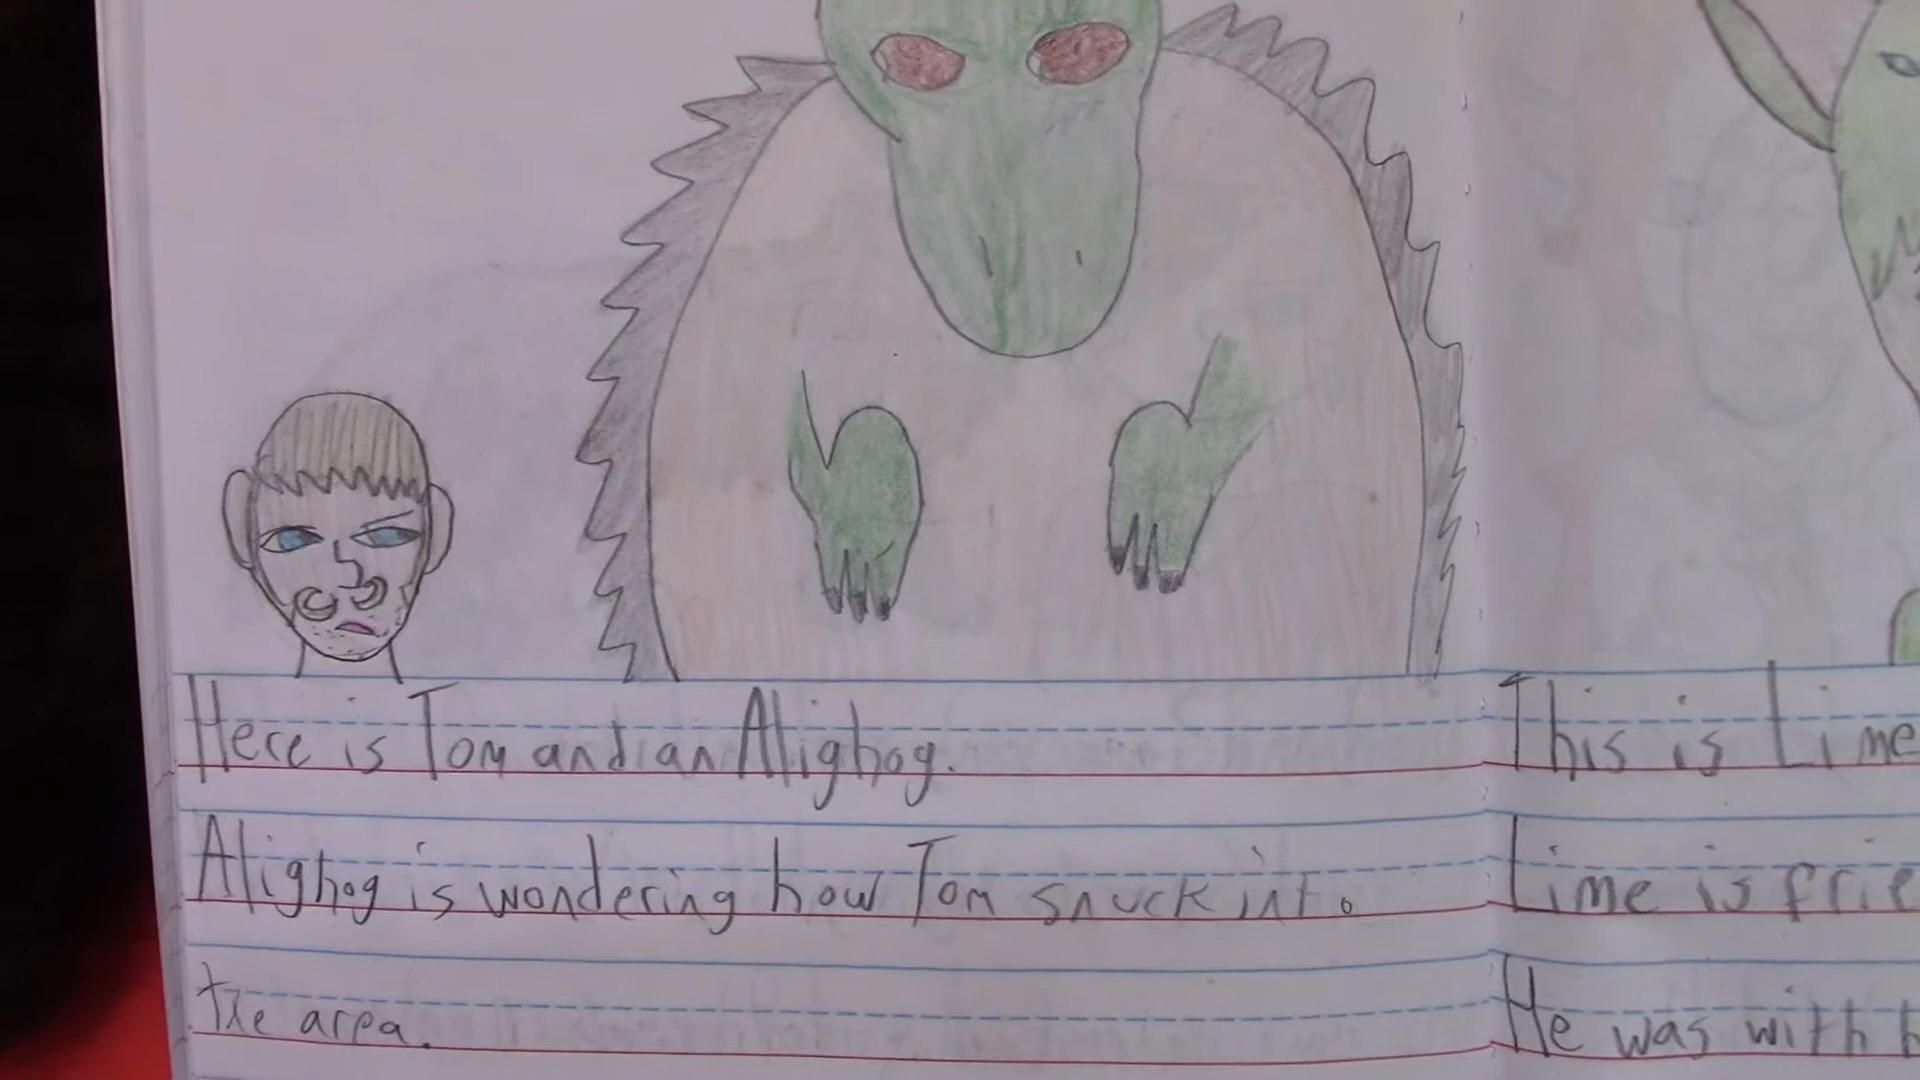 Here is Tom and an Alighog.
Alighog is wondering how Tom snuck into
the area.
This is Lime
Lime is frie
He was with h